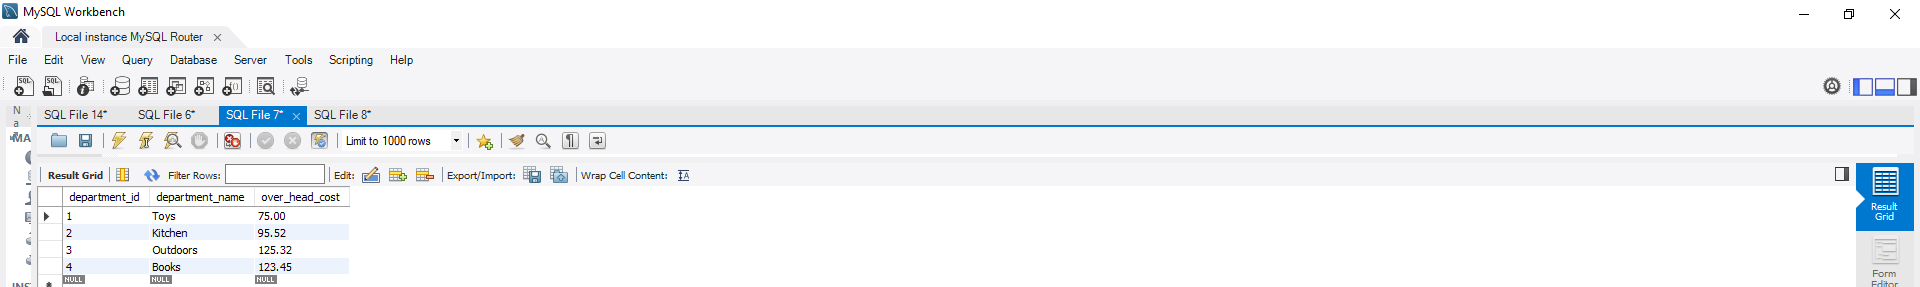 MySQL Workbench
Local instance MySQL Router
File Edit View Query Database Server Tools Scripting Help
SQL File 14* SQL File 6* SQL File 7* SQL File 8*
Na
MA
Limit to 1000 rows
Result Grid Filter Rows: Edit: Export/Import: Wrap Cell Content:
department_id department_name over_head_cost
1 Toys 75.00
2 Kitchen 95.52
3 Outdoors 125.32
4 Books 123.45
NULL NULL NULL
Result Grid
Form Editor